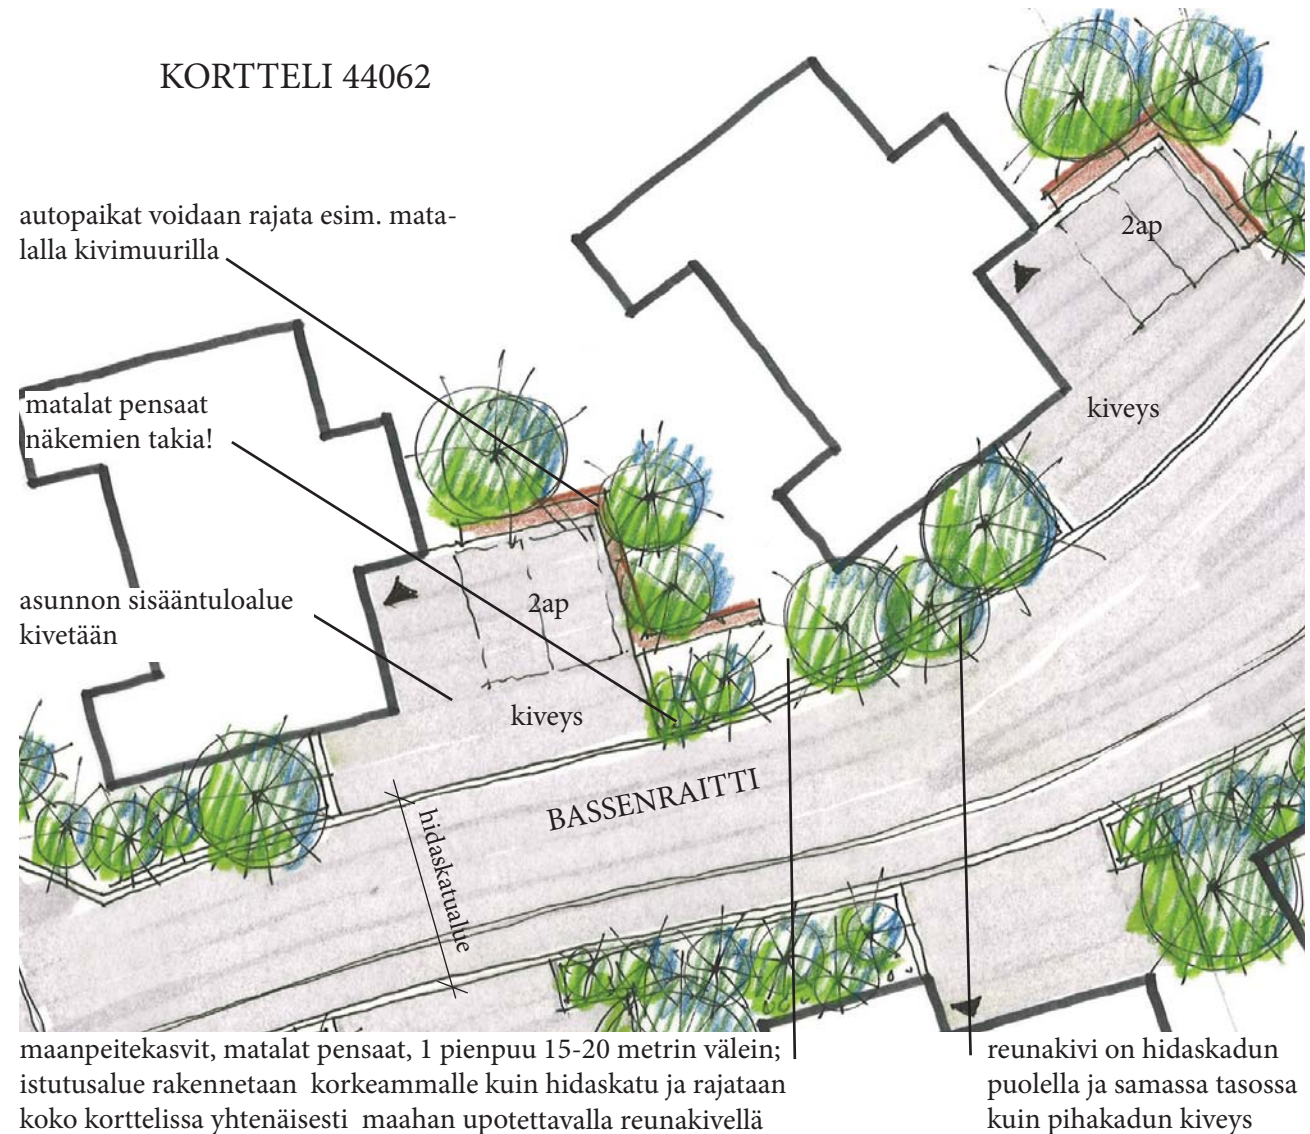 KORTTELI 44062
autopaikat voidaan rajata esim. mata-
lalla kivimuurilla
2ap
matalat pensaat
näkemien takia!
kiveys
asunnon sisääntuloalue
kivetään
2ap
kiveys
BASSENRAITTI
hidaskatualue
maanpeitekasvit, matalat pensaat, 1 pienpuu 15-20 metrin välein;
istutusalue rakennetaan korkeammalle kuin hidaskatu ja rajataan
koko korttelissa yhtenäisesti maahan upotettavalla reunakivellä
reunakivi on hidaskadun
puolella ja samassa tasossa
kuin pihakadun kiveys